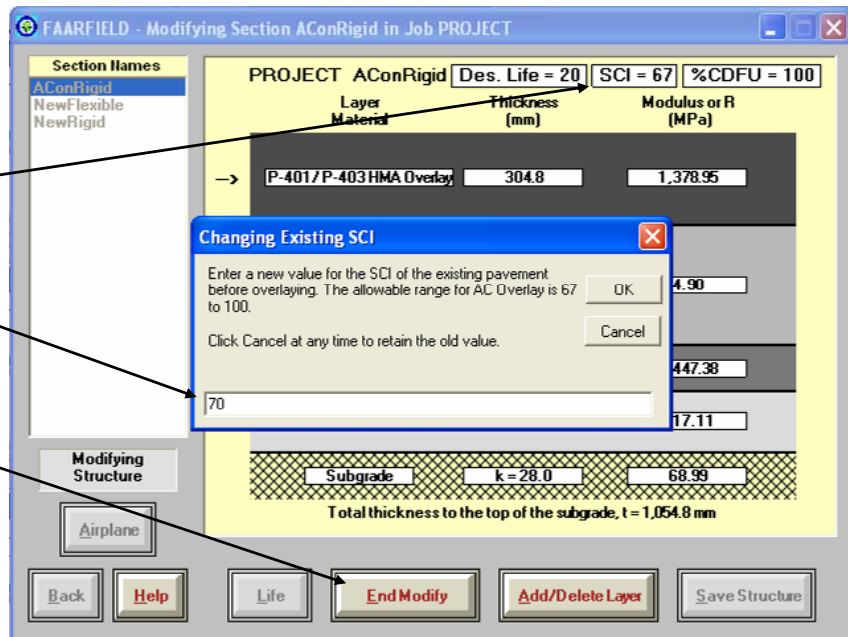 FAARFIELD - Modifying Section AConRigid in Job PROJECT
Section Names
AConRigid
NewFlexible
NewRigid
PROJECT AConRigid Des. Life = 20 SCI = 67 %CDFU = 100
Layer Material
Thickness (mm)
Modulus or R (MPa)
--> P-401/ P-403 HMA Overlay 304.8 1,378.95
Changing Existing SCI
Enter a new value for the SCI of the existing pavement
before overlaying. The allowable range for AC Overlay is 67
to 100.
Click Cancel at any time to retain the old value.
OK
Cancel
70
4.90
447.38
17.11
Subgrade k = 28.0 68.99
Total thickness to the top of the subgrade, t = 1,054.8 mm
Modifying
Structure
Airplane
Back Help Life End Modify Add/Delete Layer Save Structure